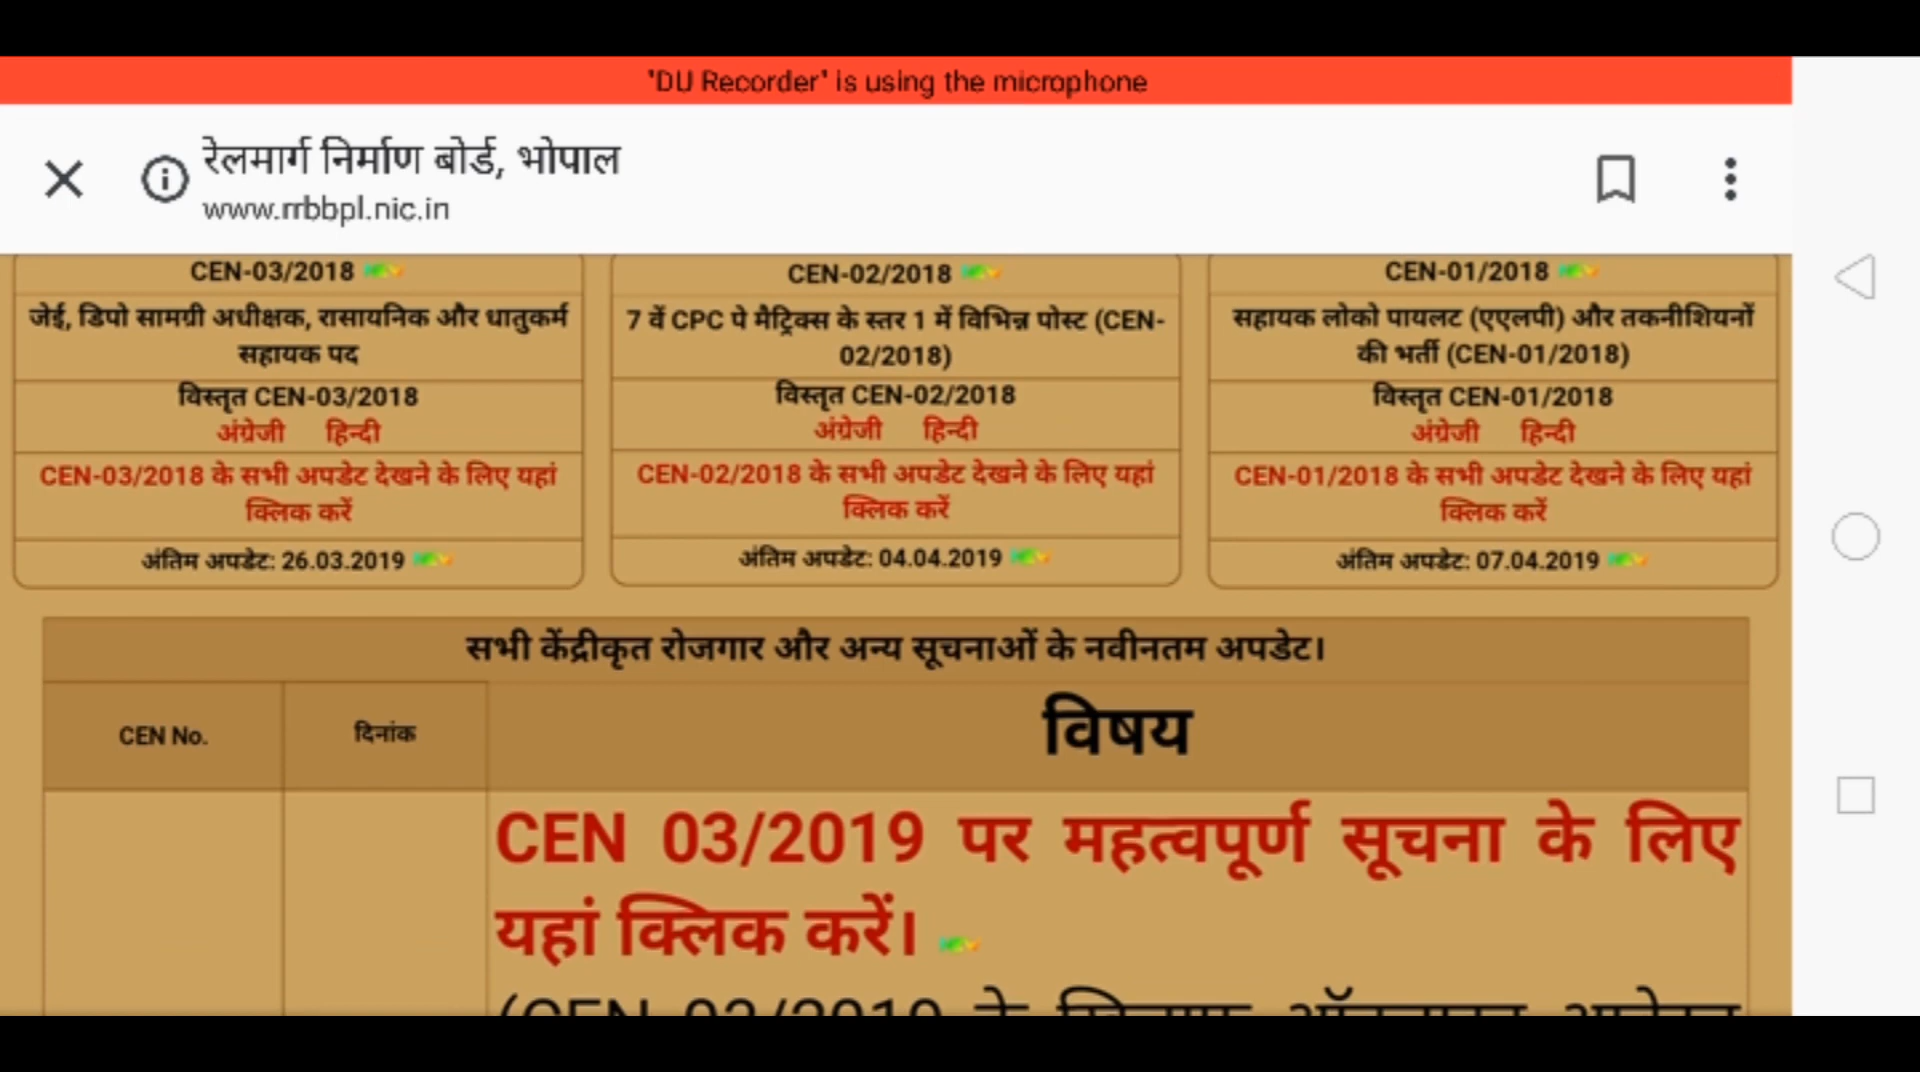 'DU Recorder' is using the microphone
रेलमार्ग निर्माण बोर्ड, भोपाल
www.rrbbpl.nic.in
CEN-03/2018
जेई, डिपो सामग्री अधीक्षक, रासायनिक और धातुकर्म
सहायक पद
विस्तृत CEN-03/2018
अंग्रेजी हिन्दी
CEN-03/2018 के सभी अपडेट देखने के लिए यहां
क्लिक करें
अंतिम अपडेट: 26.03.2019
CEN-02/2018
7 वें CPC पे मैट्रिक्स के स्तर 1 में विभिन्न पोस्ट (CEN-
02/2018)
विस्तृत CEN-02/2018
अंग्रेजी हिन्दी
CEN-02/2018 के सभी अपडेट देखने के लिए यहां
क्लिक करें
अंतिम अपडेट: 04.04.2019
CEN-01/2018
सहायक लोको पायलट (एएलपी) और तकनीशियनों
की भर्ती (CEN-01/2018)
विस्तृत CEN-01/2018
अंग्रेजी हिन्दी
CEN-01/2018 के सभी अपडेट देखने के लिए यहां
क्लिक करें
अंतिम अपडेट: 07.04.2019
सभी केंद्रीकृत रोजगार और अन्य सूचनाओं के नवीनतम अपडेट।
CEN No. दिनांक विषय
CEN 03/2019 पर महत्वपूर्ण सूचना के लिए
यहां क्लिक करें।